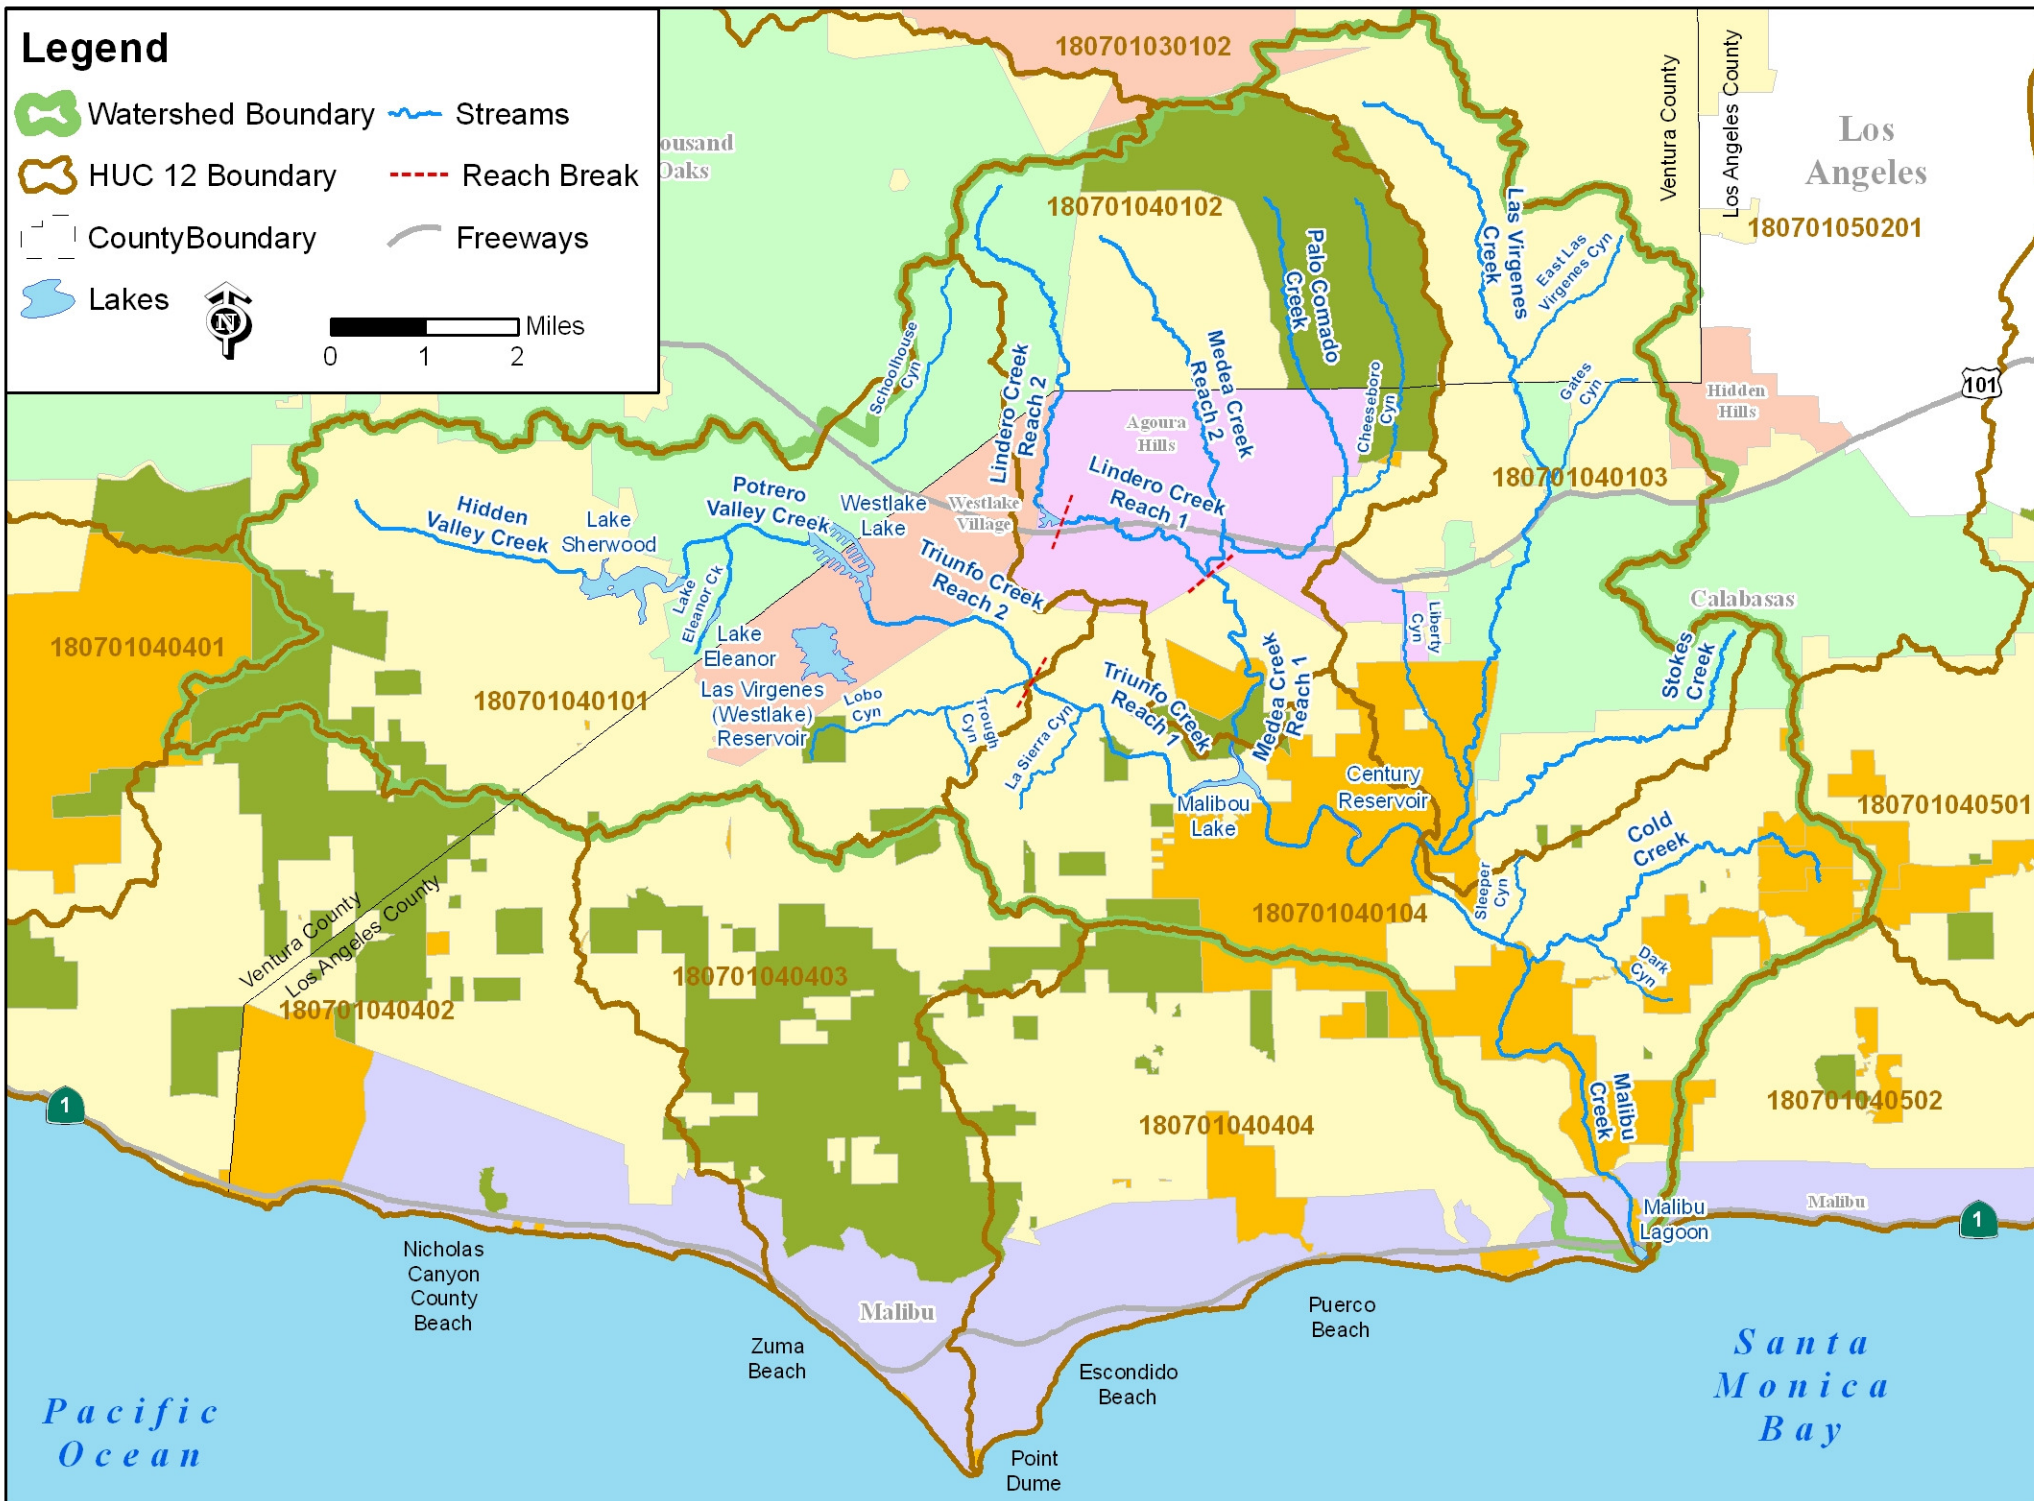 Legend
Watershed Boundary
Streams
HUC 12 Boundary
Reach Break
CountyBoundary
Freeways
Lakes
N
Miles
0 1 2
180701030102
ousand
Oaks
Ventura County
Los Angeles County
Los
Angeles
180701050201
180701040102
Las Virgenes
Creek
East Las
Virgenes Cyn
Palo Comado
Creek
Schoolhouse
Cyn
Lindero Creek
Reach 2
Medea Creek
Reach 2
Cheeseboro
Cyn
Gates
Cyn
101
Hidden
Hills
Agoura
Hills
Lindero Creek
Reach 1
180701040103
Hidden
Valley Creek
Lake
Sherwood
Potrero
Valley Creek
Westlake
Lake
Westlake
Village
Triunfo Creek
Reach 2
Lake
Eleanor Ck
Lake
Eleanor
Liberty
Cyn
Calabasas
Stokes
Creek
180701040401
180701040101
Las Virgenes
(Westlake)
Reservoir
Lobo
Cyn
Trough
Cyn
La Sierra Cyn
Triunfo Creek
Reach 1
Medea Creek
Reach 1
Malibou
Lake
Century
Reservoir
180701040501
Cold
Creek
Sleeper
Cyn
180701040104
Dark
Cyn
Ventura County
Los Angeles County
180701040402
180701040403
180701040404
180701040502
Malibu
Creek
1
Malibu
Lagoon
Malibu
1
Nicholas
Canyon
County
Beach
Malibu
Zuma
Beach
Puerco
Beach
Escondido
Beach
Point
Dume
Pacific
Ocean
Santa
Monica
Bay